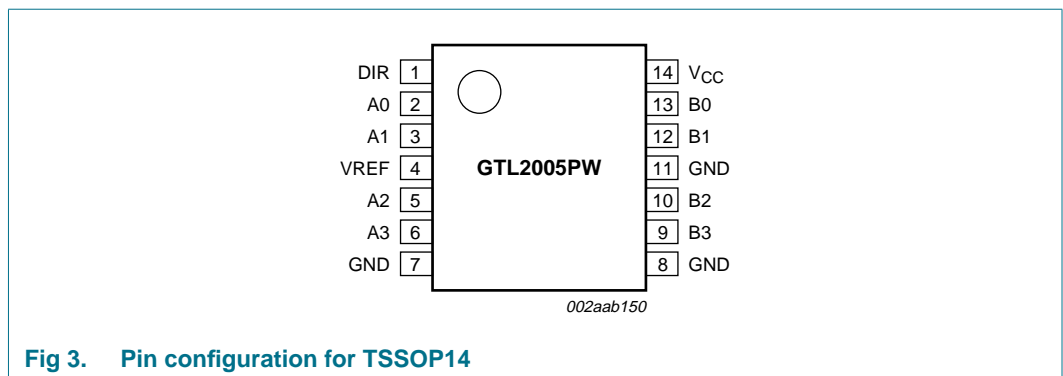 DIR 1 14 VCC
A0 2 13 B0
A1 3 12 B1
VREF 4 GTL2005PW 11 GND
A2 5 10 B2
A3 6 9 B3
GND 7 8 GND
002aab150
Fig 3. Pin configuration for TSSOP14